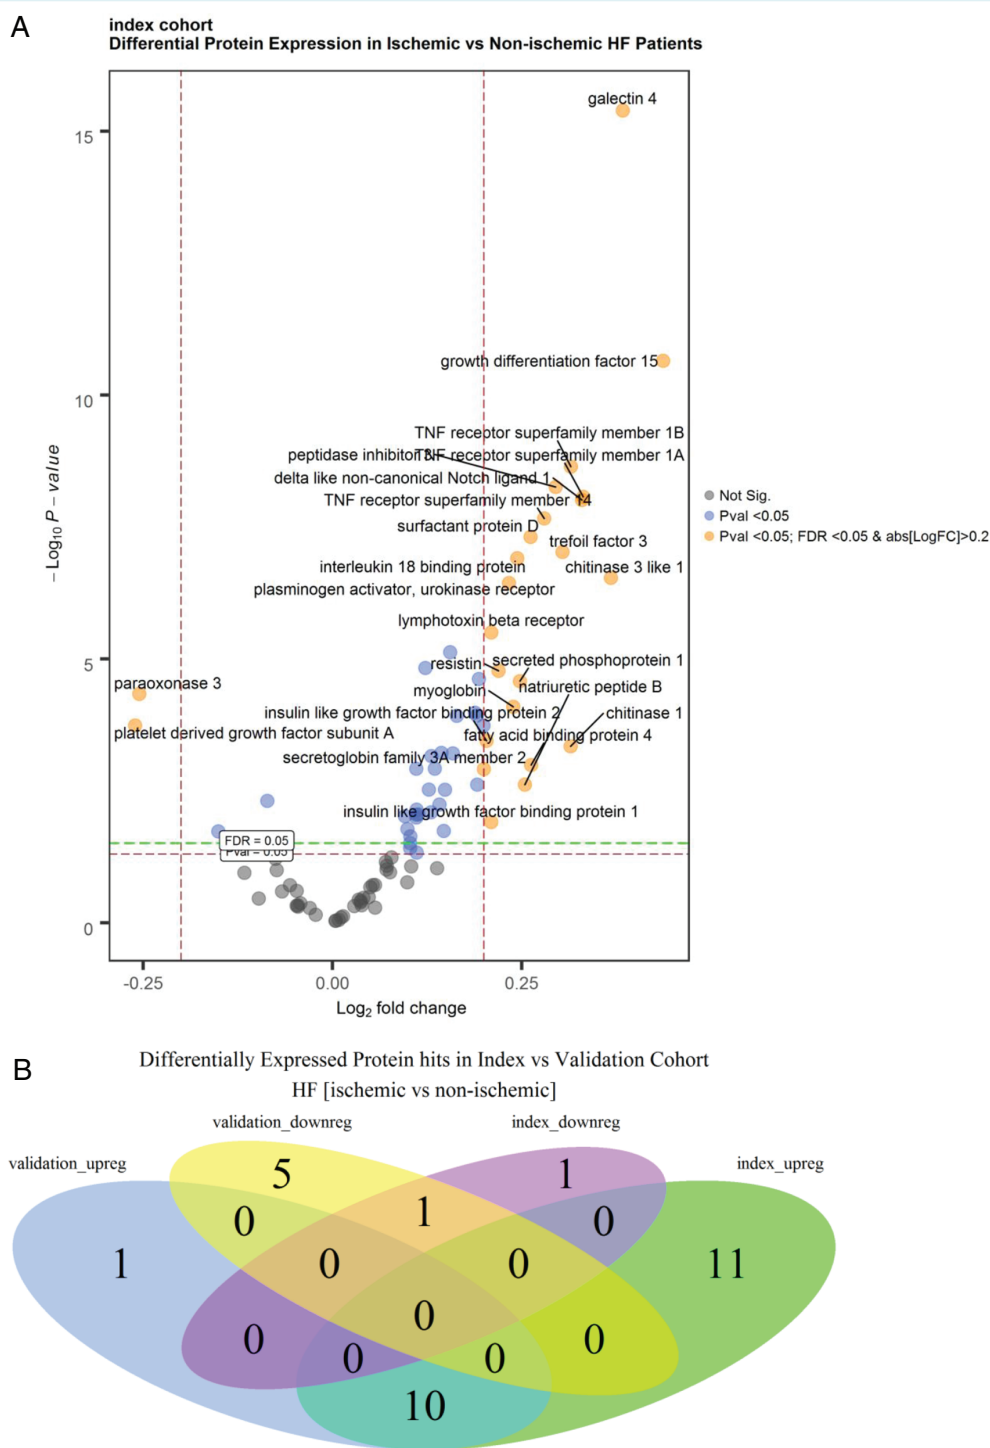 A
index cohort
Differential Protein Expression in Ischemic vs Non-ischemic HF Patients
galectin 4
15
growth differentiation factor 15
10
TNF receptor superfamily member 1B
peptidase inhibitor 3
TNF receptor superfamily member 1A
delta like non-canonical Notch ligand 1
TNF receptor superfamily member 14
surfactant protein D
trefoil factor 3
interleukin 18 binding protein
chitinase 3 like 1
plasminogen activator, urokinase receptor
lymphotoxin beta receptor
5
resistin
secreted phosphoprotein 1
paraoxonase 3
myoglobin
natriuretic peptide B
insulin like growth factor binding protein 2
chitinase 1
platelet derived growth factor subunit A
fatty acid binding protein 4
secretoglobin family 3A member 2
insulin like growth factor binding protein 1
FDR = 0.05
Pval = 0.05
0
-0.25
0.00
0.25
Log2 fold change
−Log10 P − value
Not Sig.
Pval <0.05
Pval <0.05; FDR <0.05 & abs[LogFC]>0.2
B
Differentially Expressed Protein hits in Index vs Validation Cohort
HF [ischemic vs non-ischemic]
validation_downreg
index_downreg
validation_upreg
index_upreg
5
1
0
1
0
1
0
0
11
0
0
0
0
0
10